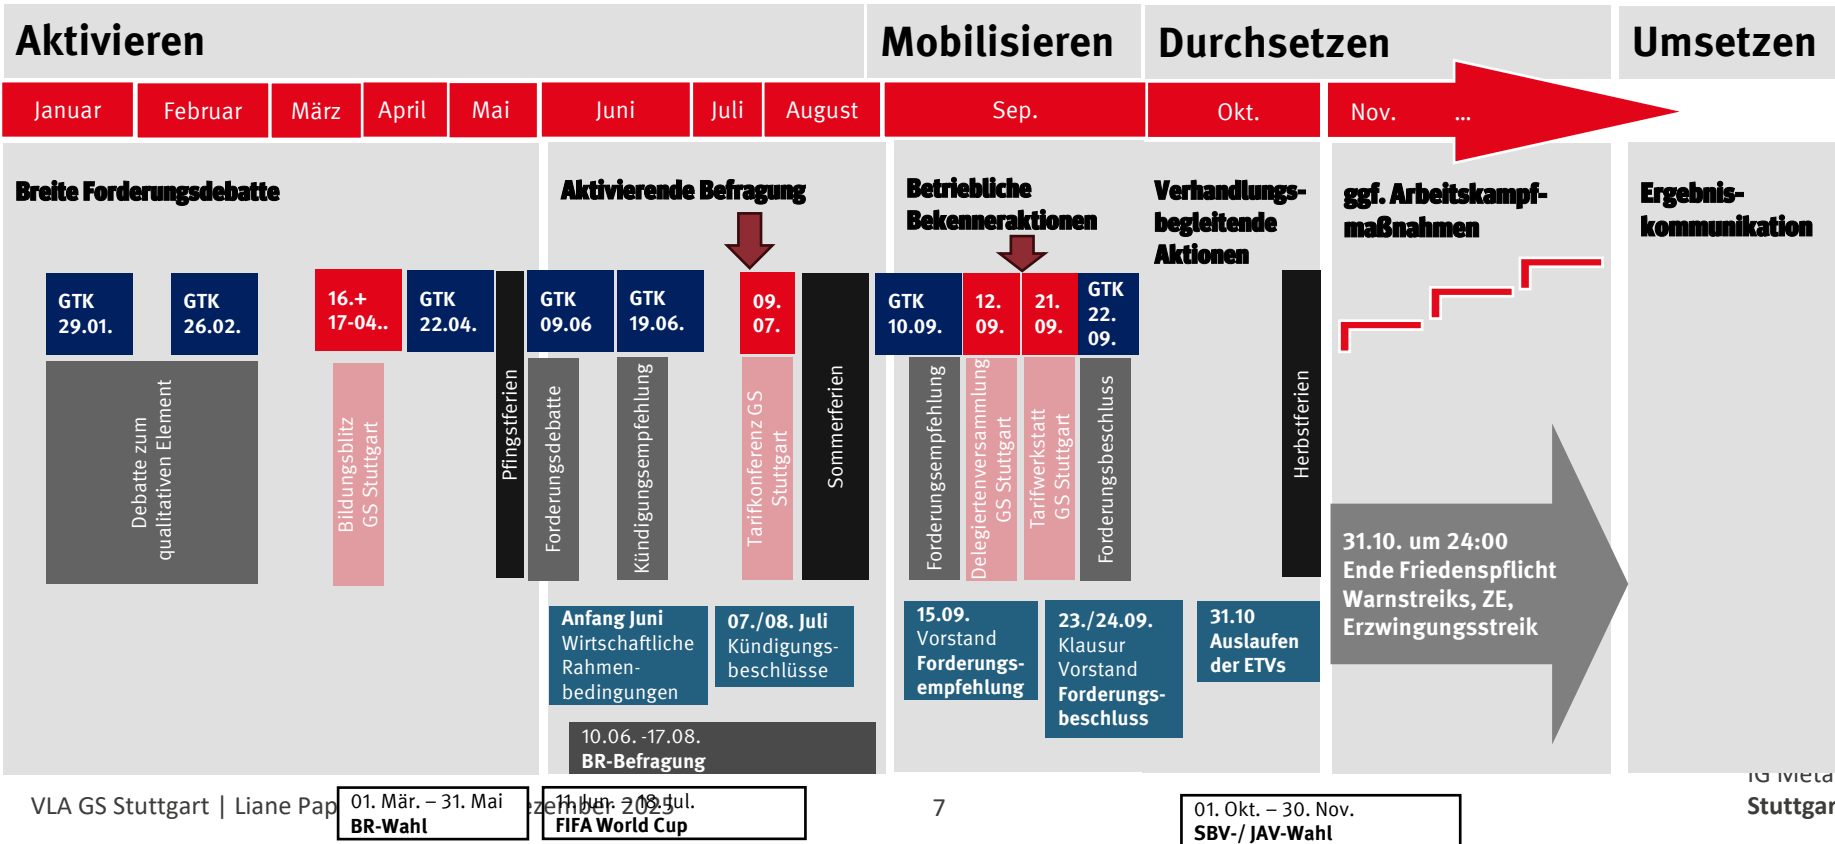 Aktivieren
Mobilisieren
Durchsetzen
Umsetzen
Januar
Februar
März
April
Mai
Juni
Juli
August
Sep.
Okt.
Nov.
...
Breite Forderungsdebatte
Aktivierende Befragung
Betriebliche
Bekenneraktionen
Verhandlungs-
begleitende
Aktionen
ggf. Arbeitskampf-
maßnahmen
Ergebnis-
kommunikation
GTK
29.01.
GTK
26.02.
16.+
17-04..
GTK
22.04.
GTK
09.06
GTK
19.06.
09.
07.
GTK
10.09.
12.
09.
21.
09.
GTK
22.
09.
Debatte zum
qualitativen Element
Bildungsblitz
GS Stuttgart
Pfingstferien
Forderungsdebatte
Kündigungsempfehlung
Tarifkonferenz GS
Stuttgart
Sommerferien
Forderungsempfehlung
Delegiertenversammlung
GS Stuttgart
Tarifwerkstatt
GS Stuttgart
Forderungsbeschluss
Herbstferien
31.10. um 24:00
Ende Friedenspflicht
Warnstreiks, ZE,
Erzwingungsstreik
Anfang Juni
Wirtschaftliche
Rahmen-
bedingungen
07./08. Juli
Kündigungs-
beschlüsse
15.09.
Vorstand
Forderungs-
empfehlung
23./24.09.
Klausur
Vorstand
Forderungs-
beschluss
31.10
Auslaufen
der ETVs
10.06. -17.08.
BR-Befragung
VLA GS Stuttgart | Liane Pap
01. Mär. – 31. Mai
BR-Wahl
11. Jun. – 18. Jul.
FIFA World Cup
7
01. Okt. – 30. Nov.
SBV-/ JAV-Wahl
IG Meta
Stuttgar